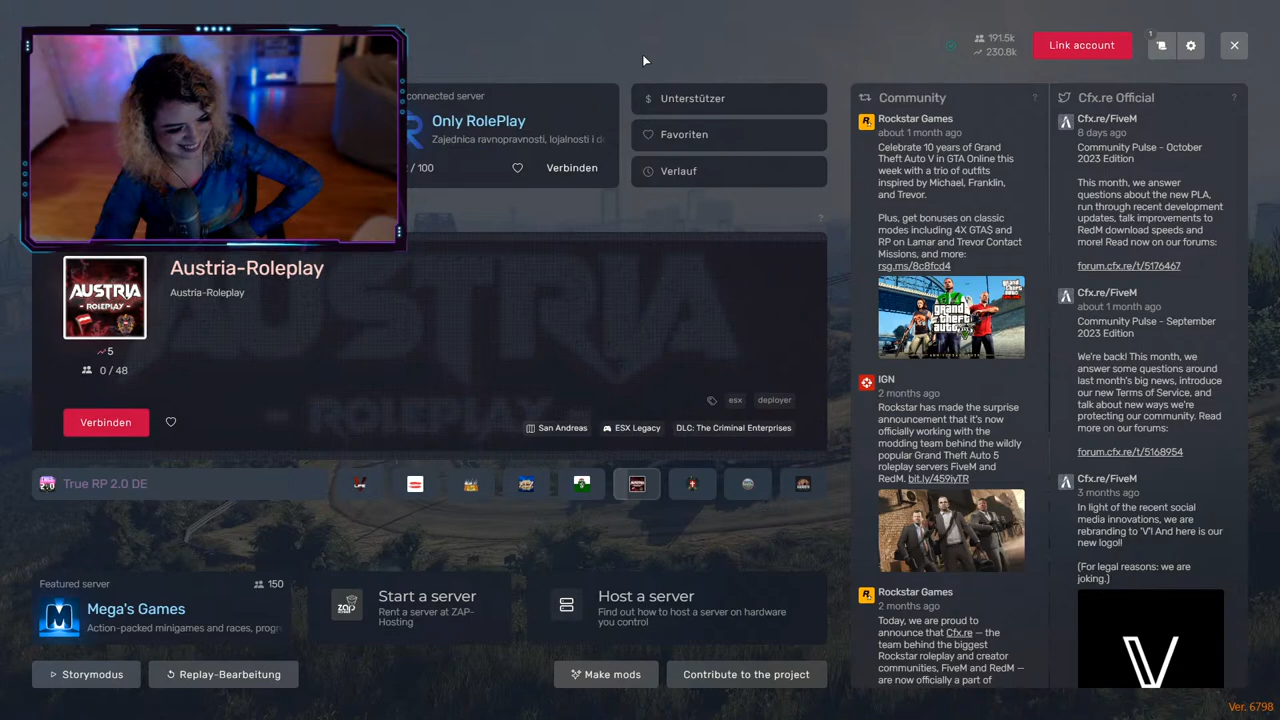 191.5k
230.8k
Link account
1
connected server
Only RolePlay
Zajednica ravnopravnosti, lojalnosti i d
/ 100
Verbinden
$ Unterstützer
Favoriten
Verlauf
?
Austria-Roleplay
Austria-Roleplay
AUSTRIA
- ROLEPLAY -
5
0 / 48
Verbinden
esx
deployer
San Andreas
ESX Legacy
DLC: The Criminal Enterprises
2.0
True RP 2.0 DE
Featured server
150
Mega's Games
Action-packed minigames and races, progr
ZAP
Start a server
Rent a server at ZAP-
Hosting
Host a server
Find out how to host a server on hardware
you control
Storymodus
Replay-Bearbeitung
Make mods
Contribute to the project
Community
?
Rockstar Games
about 1 month ago
Celebrate 10 years of Grand
Theft Auto V in GTA Online this
week with a trio of outfits
inspired by Michael, Franklin,
and Trevor.
Plus, get bonuses on classic
modes including 4X GTA$ and
RP on Lamar and Trevor Contact
Missions, and more:
rsg.ms/8c8fcd4
grand
theft
auto
IGN
2 months ago
Rockstar has made the surprise
announcement that it's now
officially working with the
modding team behind the wildly
popular Grand Theft Auto 5
roleplay servers FiveM and
RedM. bit.ly/459iyTR
Rockstar Games
2 months ago
Today, we are proud to
announce that Cfx.re — the
team behind the biggest
Rockstar roleplay and creator
communities, FiveM and RedM —
are now officially a part of
Cfx.re Official
?
Cfx.re/FiveM
8 days ago
Community Pulse - October
2023 Edition
This month, we answer
questions about the new PLA,
run through recent development
updates, talk improvements to
RedM download speeds and
more! Read now on our forums:
forum.cfx.re/t/5176467
Cfx.re/FiveM
about 1 month ago
Community Pulse - September
2023 Edition
We're back! This month, we
answer some questions around
last month's big news, introduce
our new Terms of Service, and
talk about new ways we're
protecting our community. Read
more on our forums:
forum.cfx.re/t/5168954
Cfx.re/FiveM
3 months ago
In light of the recent social
media innovations, we are
rebranding to 'V'! And here is our
new logo!!
(For legal reasons: we are
joking.)
V
Ver. 6798